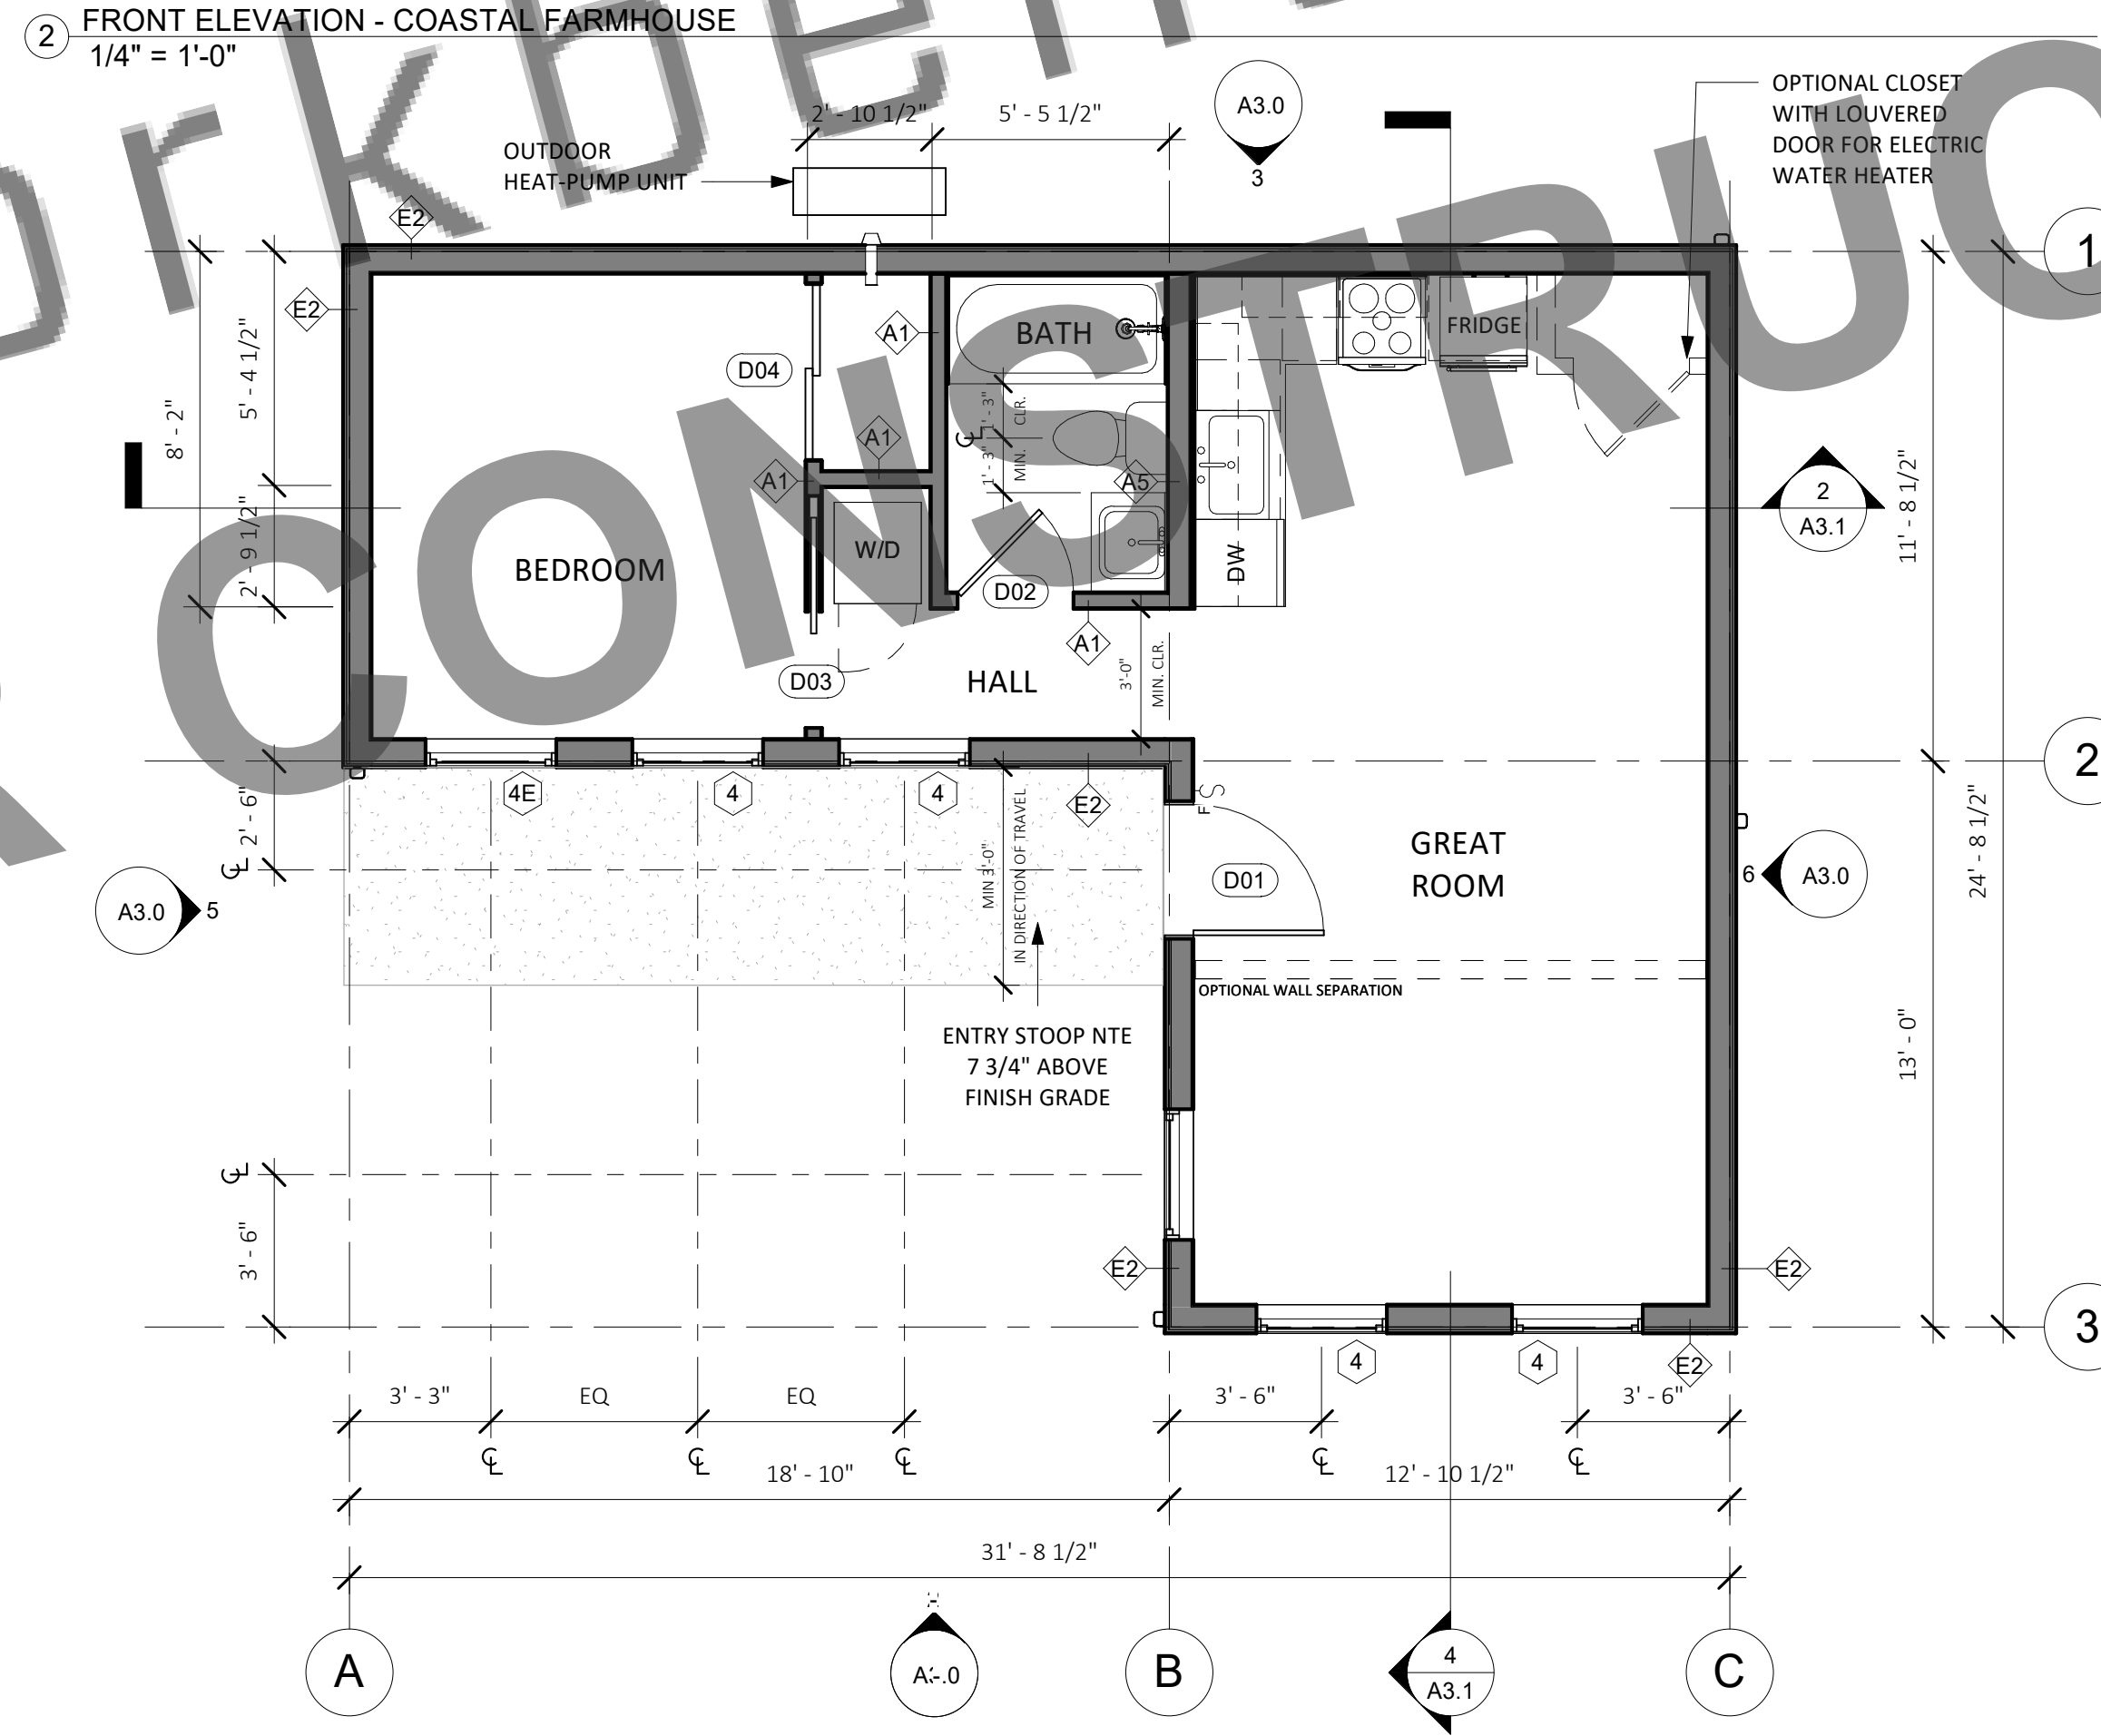 2
FRONT ELEVATION - COASTAL FARMHOUSE
1/4" = 1'-0"
CONSTRUC
OPTIONAL CLOSET
WITH LOUVERED
DOOR FOR ELECTRIC
WATER HEATER
2' - 10 1/2"
5' - 5 1/2"
A3.0
3
OUTDOOR
HEAT-PUMP UNIT
E2
E2
1
8' - 2"
5' - 4 1/2"
2' - 9 1/2"
D04
A1
A1
A1
BATH
1' - 3"
CLR.
1' - 3"
MIN.
A5
FRIDGE
2
A3.1
11' - 8 1/2"
BEDROOM
W/D
D02
DW
A1
D03
HALL
3'-0"
MIN. CLR.
2
2' - 6"
4E
4
4
E2
F
S
MIN 3'-0"
IN DIRECTION OF TRAVEL
D01
GREAT
ROOM
24' - 8 1/2"
A3.0
5
6
A3.0
OPTIONAL WALL SEPARATION
ENTRY STOOP NTE
7 3/4" ABOVE
FINISH GRADE
13' - 0"
3' - 6"
E2
E2
3
4
4
E2
3' - 3"
EQ
EQ
3' - 6"
3' - 6"
18' - 10"
12' - 10 1/2"
31' - 8 1/2"
A
B
4
A3.1
C